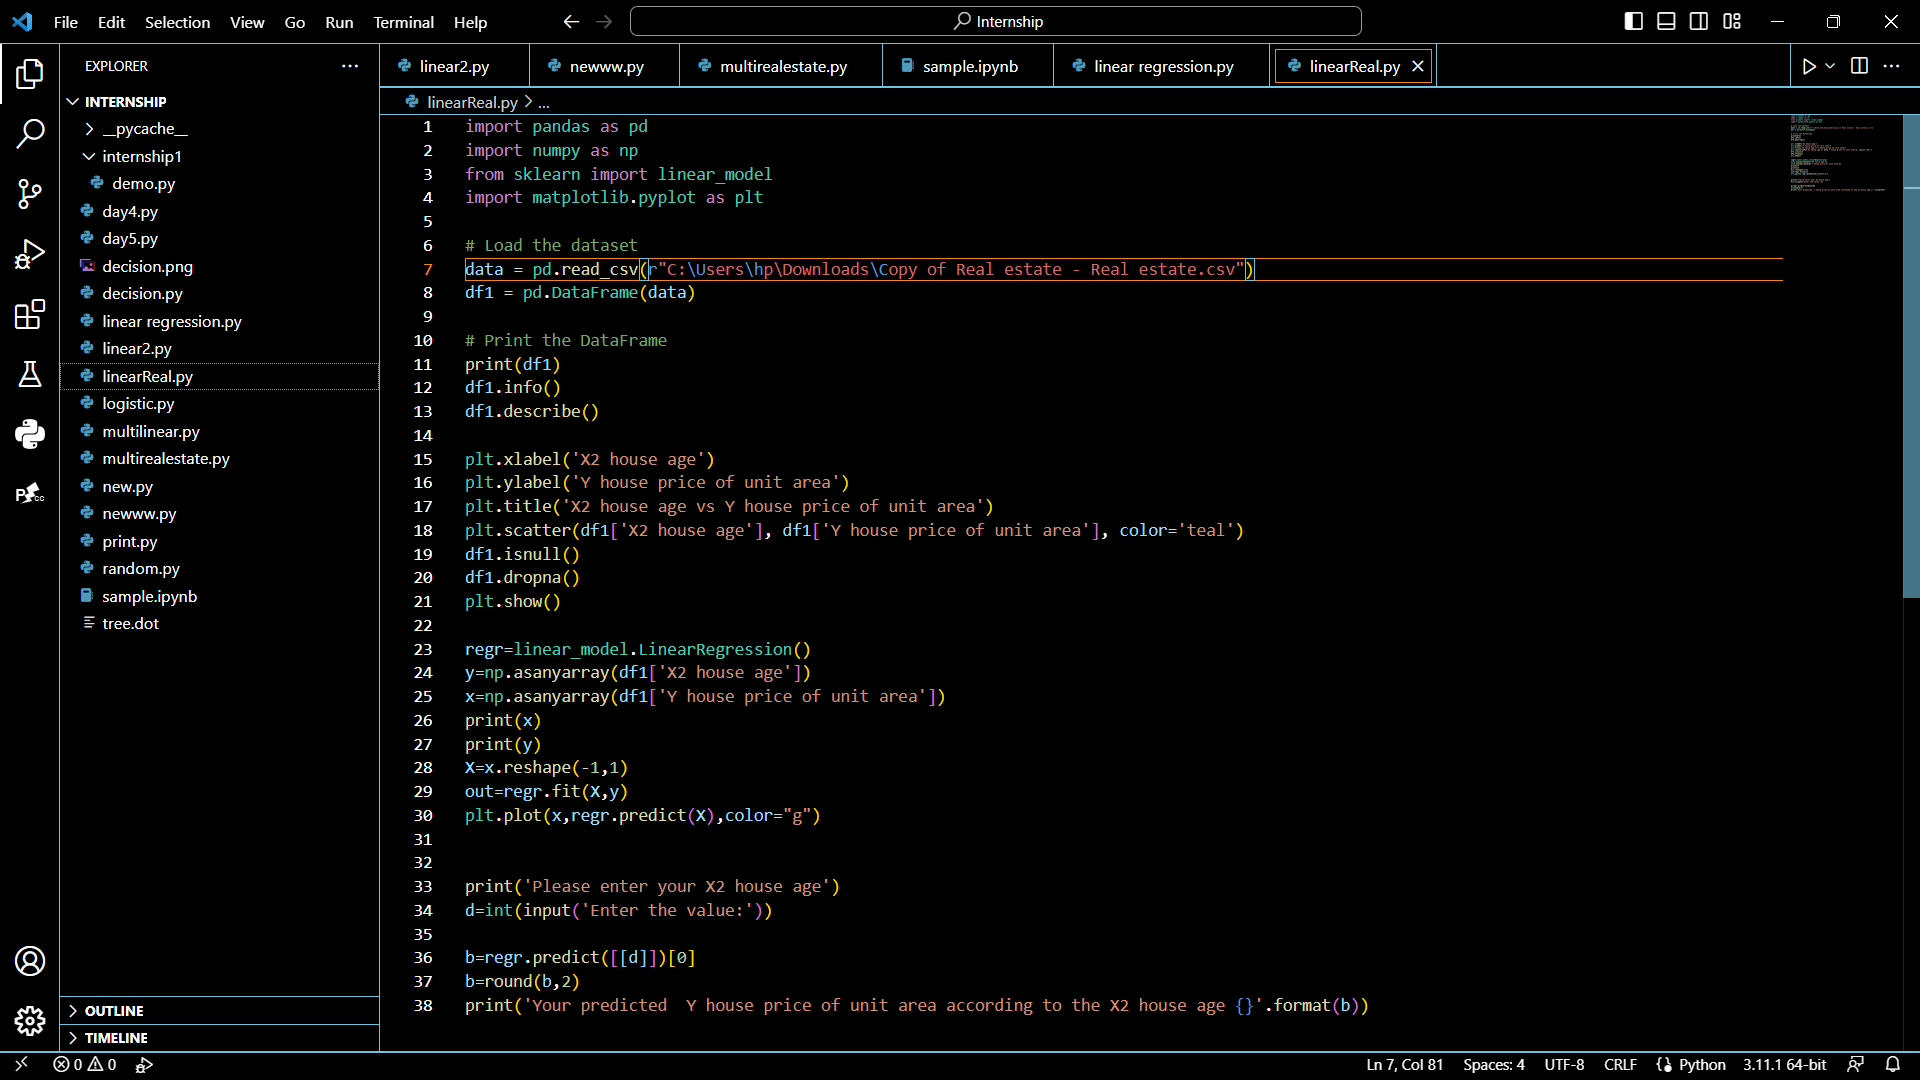 File Edit Selection View Go Run Terminal Help
Internship
EXPLORER
INTERNSHIP
__pycache__
internship1
demo.py
day4.py
day5.py
decision.png
decision.py
linear regression.py
linear2.py
linearReal.py
logistic.py
multilinear.py
multirealestate.py
new.py
newww.py
print.py
random.py
sample.ipynb
tree.dot
OUTLINE
TIMELINE
linear2.py newww.py multirealestate.py sample.ipynb linear regression.py linearReal.py
linearReal.py > ...
1 import pandas as pd
2 import numpy as np
3 from sklearn import linear_model
4 import matplotlib.pyplot as plt
5
6 # Load the dataset
7 data = pd.read_csv(r"C:\Users\hp\Downloads\Copy of Real estate - Real estate.csv")
8 df1 = pd.DataFrame(data)
9
10 # Print the DataFrame
11 print(df1)
12 df1.info()
13 df1.describe()
14
15 plt.xlabel('X2 house age')
16 plt.ylabel('Y house price of unit area')
17 plt.title('X2 house age vs Y house price of unit area')
18 plt.scatter(df1['X2 house age'], df1['Y house price of unit area'], color='teal')
19 df1.isnull()
20 df1.dropna()
21 plt.show()
22
23 regr=linear_model.LinearRegression()
24 y=np.asanyarray(df1['X2 house age'])
25 x=np.asanyarray(df1['Y house price of unit area'])
26 print(x)
27 print(y)
28 X=x.reshape(-1,1)
29 out=regr.fit(X,y)
30 plt.plot(x,regr.predict(X),color="g")
31
32
33 print('Please enter your X2 house age')
34 d=int(input('Enter the value:'))
35
36 b=regr.predict([[d]])[0]
37 b=round(b,2)
38 print('Your predicted  Y house price of unit area according to the X2 house age {}'.format(b))
0 0
Ln 7, Col 81 Spaces: 4 UTF-8 CRLF Python 3.11.1 64-bit